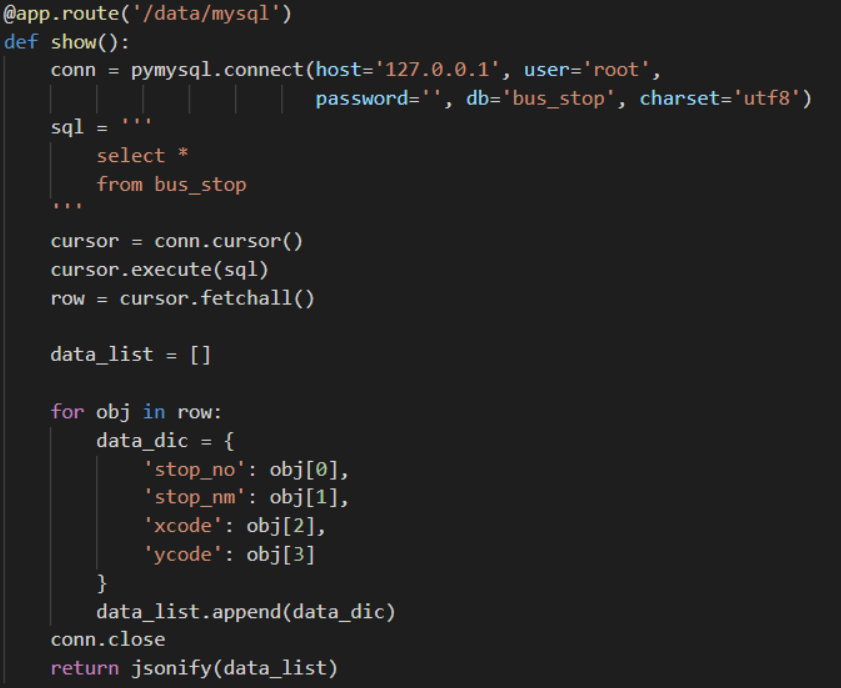 @app.route('/data/mysql')
def show():
    conn = pymysql.connect(host='127.0.0.1', user='root',
                           password='', db='bus_stop', charset='utf8')
    sql = '''
        select *
        from bus_stop
    '''
    cursor = conn.cursor()
    cursor.execute(sql)
    row = cursor.fetchall()

    data_list = []

    for obj in row:
        data_dic = {
            'stop_no': obj[0],
            'stop_nm': obj[1],
            'xcode': obj[2],
            'ycode': obj[3]
        }
        data_list.append(data_dic)
    conn.close
    return jsonify(data_list)